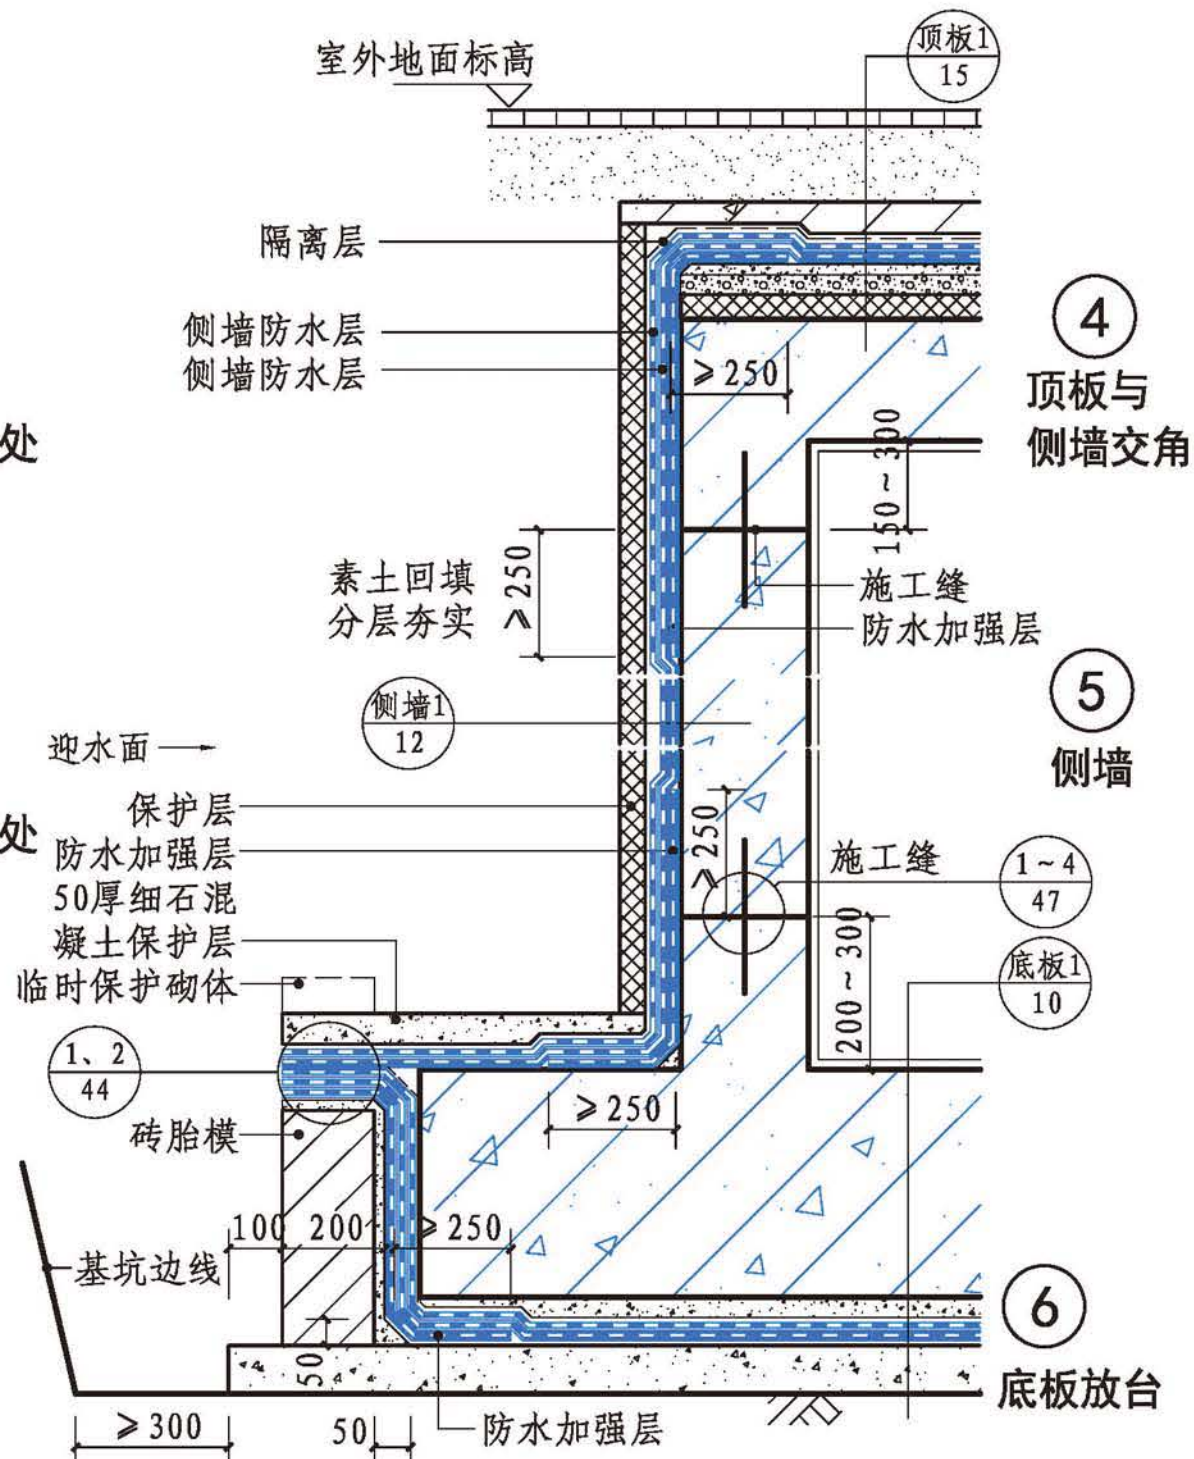 室外地面标高
顶板1
15
隔离层
侧墙防水层
侧墙防水层
≥250
④
顶板与
侧墙交角
处
150~300
素土回填
分层夯实
≥250
施工缝
防水加强层
侧墙1
12
⑤
侧墙
迎水面
保护层
处
防水加强层
50厚细石混
凝土保护层
临时保护砌体
≥250
施工缝
1~4
47
200~300
底板1
10
1、2
44
≥250
砖胎模
100
200
≥250
基坑边线
50
⑥
底板放台
≥300
50
防水加强层